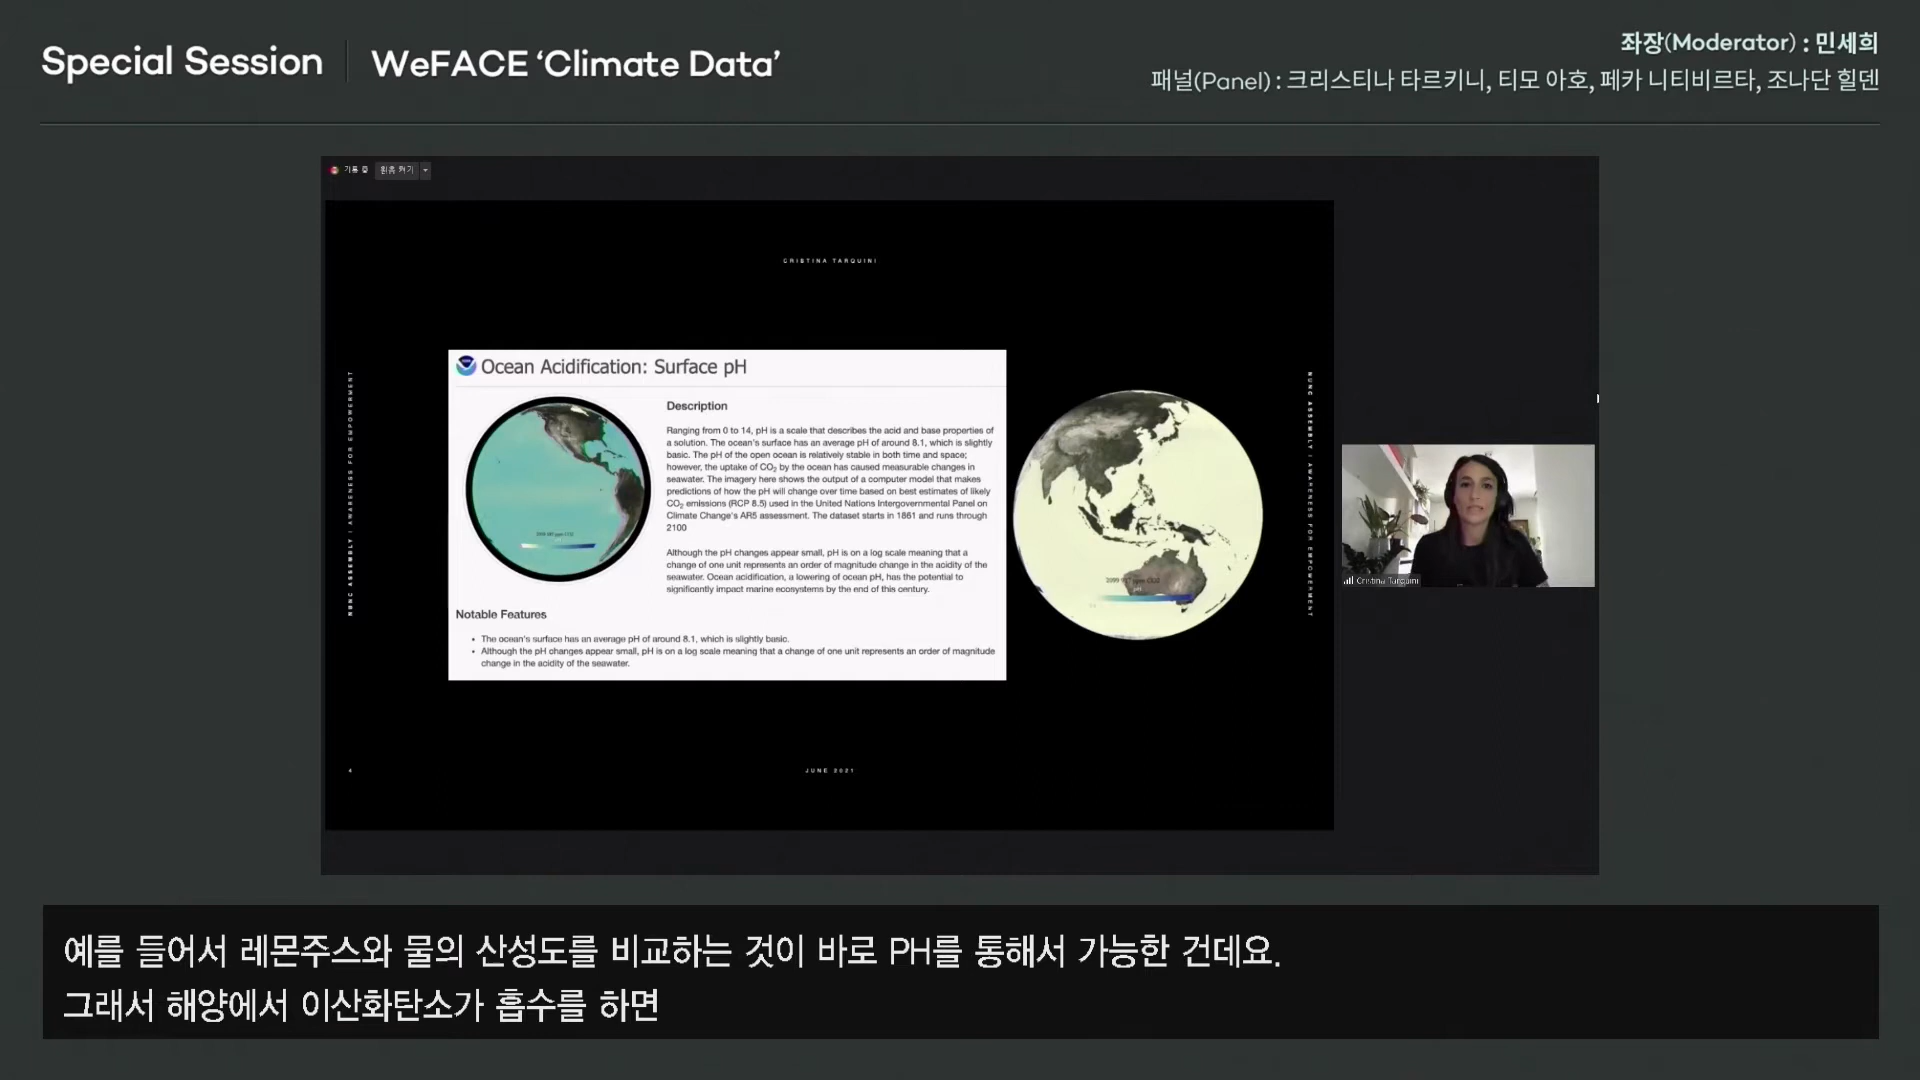 Special Session
WeFACE ‘Climate Data’
좌장(Moderator) : 민세희
패널(Panel) : 크리스티나 타르키니, 티모 아호, 페카 니티비르타, 조나단 힐덴
CRISTINA TARQUINI
NUNC ASSEMBLY | AWARENESS FOR EMPOWERMENT
Ocean Acidification: Surface pH
Description
Ranging from 0 to 14, pH is a scale that describes the acid and base properties of
a solution. The ocean's surface has an average pH of around 8.1, which is slightly
basic. The pH of the open ocean is relatively stable in both time and space;
however, the uptake of CO₂ by the ocean has caused measurable changes in
seawater. The imagery here shows the output of a computer model that makes
predictions of how the pH will change over time based on best estimates of likely
CO₂ emissions (RCP 8.5) used in the United Nations Intergovernmental Panel on
Climate Change's AR5 assessment. The dataset starts in 1861 and runs through
2100
Although the pH changes appear small, pH is on a log scale meaning that a
change of one unit represents an order of magnitude change in the acidity of the
seawater. Ocean acidification, a lowering of ocean pH, has the potential to
significantly impact marine ecosystems by the end of this century.
Notable Features
• The ocean's surface has an average pH of around 8.1, which is slightly basic.
• Although the pH changes appear small, pH is on a log scale meaning that a change of one unit represents an order of magnitude
change in the acidity of the seawater.
NUNC ASSEMBLY | AWARENESS FOR EMPOWERMENT
Cristina Tarquini
4
JUNE 2021
예를 들어서 레몬주스와 물의 산성도를 비교하는 것이 바로 PH를 통해서 가능한 건데요.
그래서 해양에서 이산화탄소가 흡수를 하면